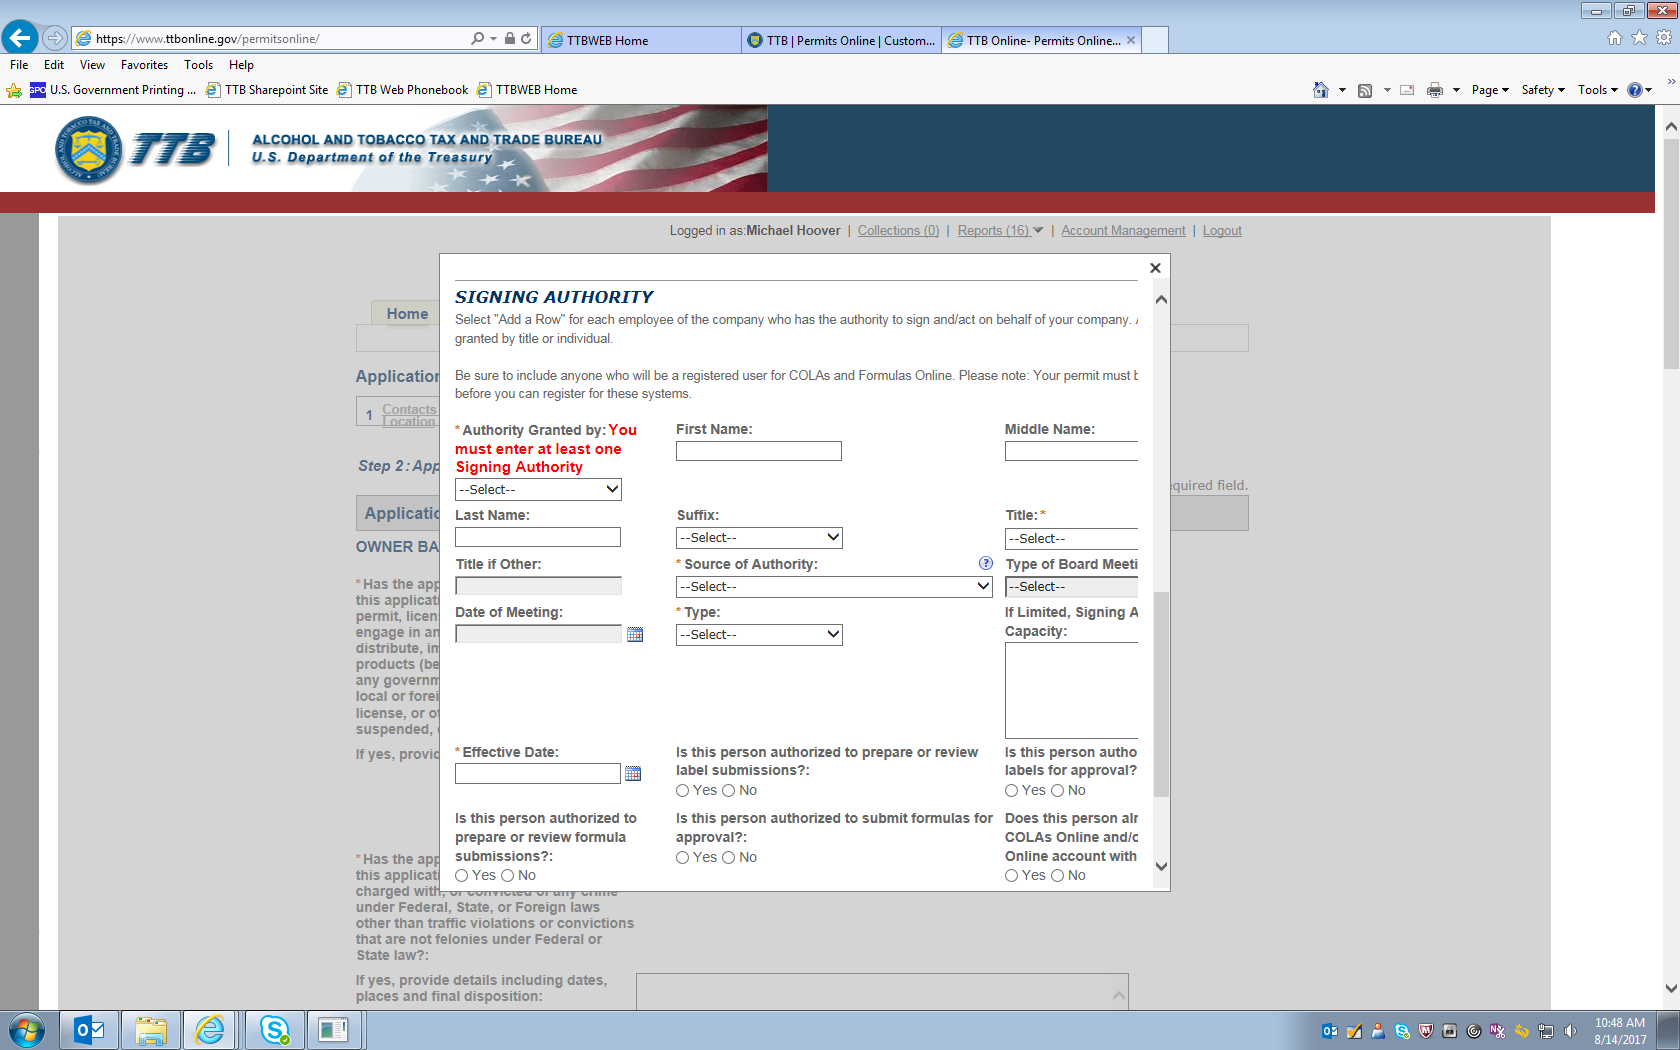 https://www.ttbonline.gov/permitsonline/
TTBWEB Home
TTB | Permits Online | Custom...
TTB Online- Permits Online...
File Edit View Favorites Tools Help
GPO U.S. Government Printing ...
TTB Sharepoint Site
TTB Web Phonebook
TTBWEB Home
Page Safety Tools
TTB
ALCOHOL AND TOBACCO TAX AND TRADE BUREAU
U.S. Department of the Treasury
Logged in as:Michael Hoover | Collections (0) | Reports (16) | Account Management | Logout
Home
Application
1 Contacts
Location
Step 2: App
quired field.
Applicatio
OWNER BA
*Has the app
this applicati
permit, licens
engage in an
distribute, im
products (be
any governm
local or forei
license, or ot
suspended,
If yes, provid
SIGNING AUTHORITY
Select "Add a Row" for each employee of the company who has the authority to sign and/act on behalf of your company.
granted by title or individual.
Be sure to include anyone who will be a registered user for COLAs and Formulas Online. Please note: Your permit must b
before you can register for these systems.
*Authority Granted by: You
must enter at least one
Signing Authority
--Select--
First Name:
Middle Name:
Last Name:
Suffix:
--Select--
Title:*
--Select--
Title if Other:
* Source of Authority:
--Select--
Type of Board Meeti
--Select--
Date of Meeting:
* Type:
--Select--
If Limited, Signing A
Capacity:
*Effective Date:
Is this person authorized to prepare or review
label submissions?:
Yes No
Is this person autho
labels for approval?
Yes No
Is this person authorized to
prepare or review formula
submissions?:
Yes No
Is this person authorized to submit formulas for
approval?:
Yes No
Does this person alr
COLAs Online and/o
Online account with
Yes No
*Has the app
this applicati
charged with, or convicted of any crime
under Federal, State, or Foreign laws
other than traffic violations or convictions
that are not felonies under Federal or
State law?:
If yes, provide details including dates,
places and final disposition:
10:48 AM
8/14/2017